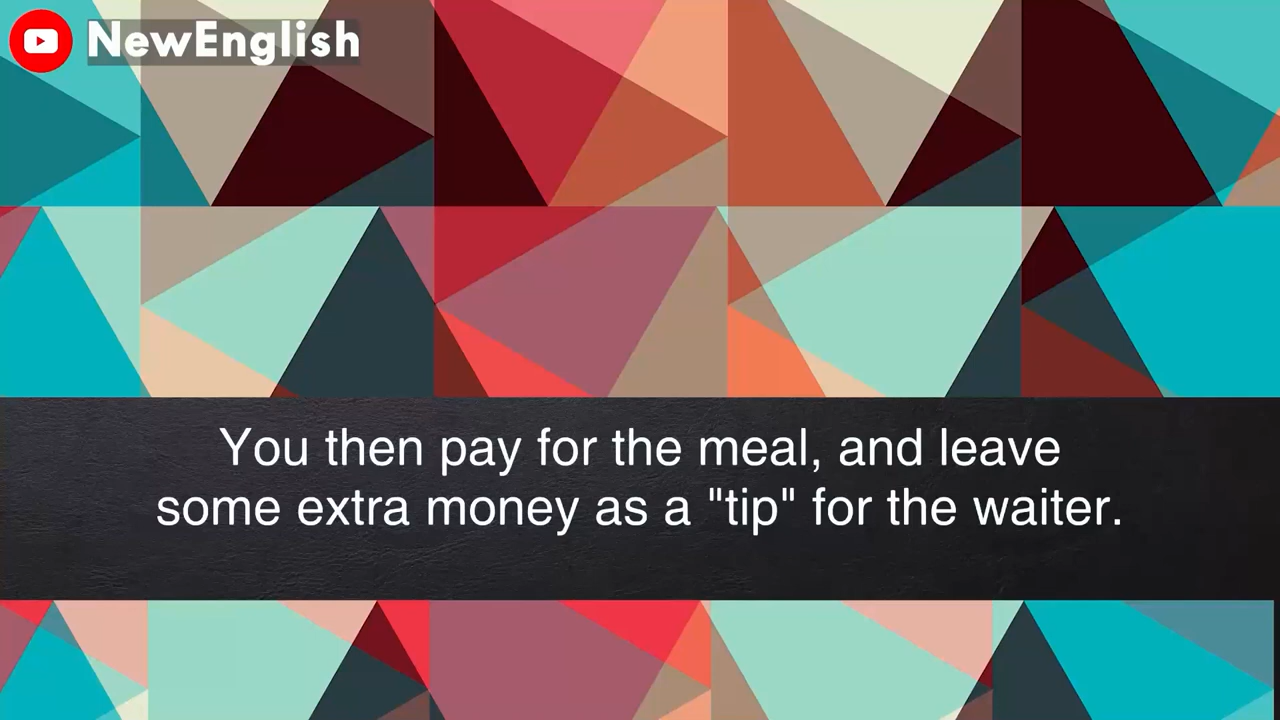 NewEnglish
You then pay for the meal, and leave
some extra money as a "tip" for the waiter.